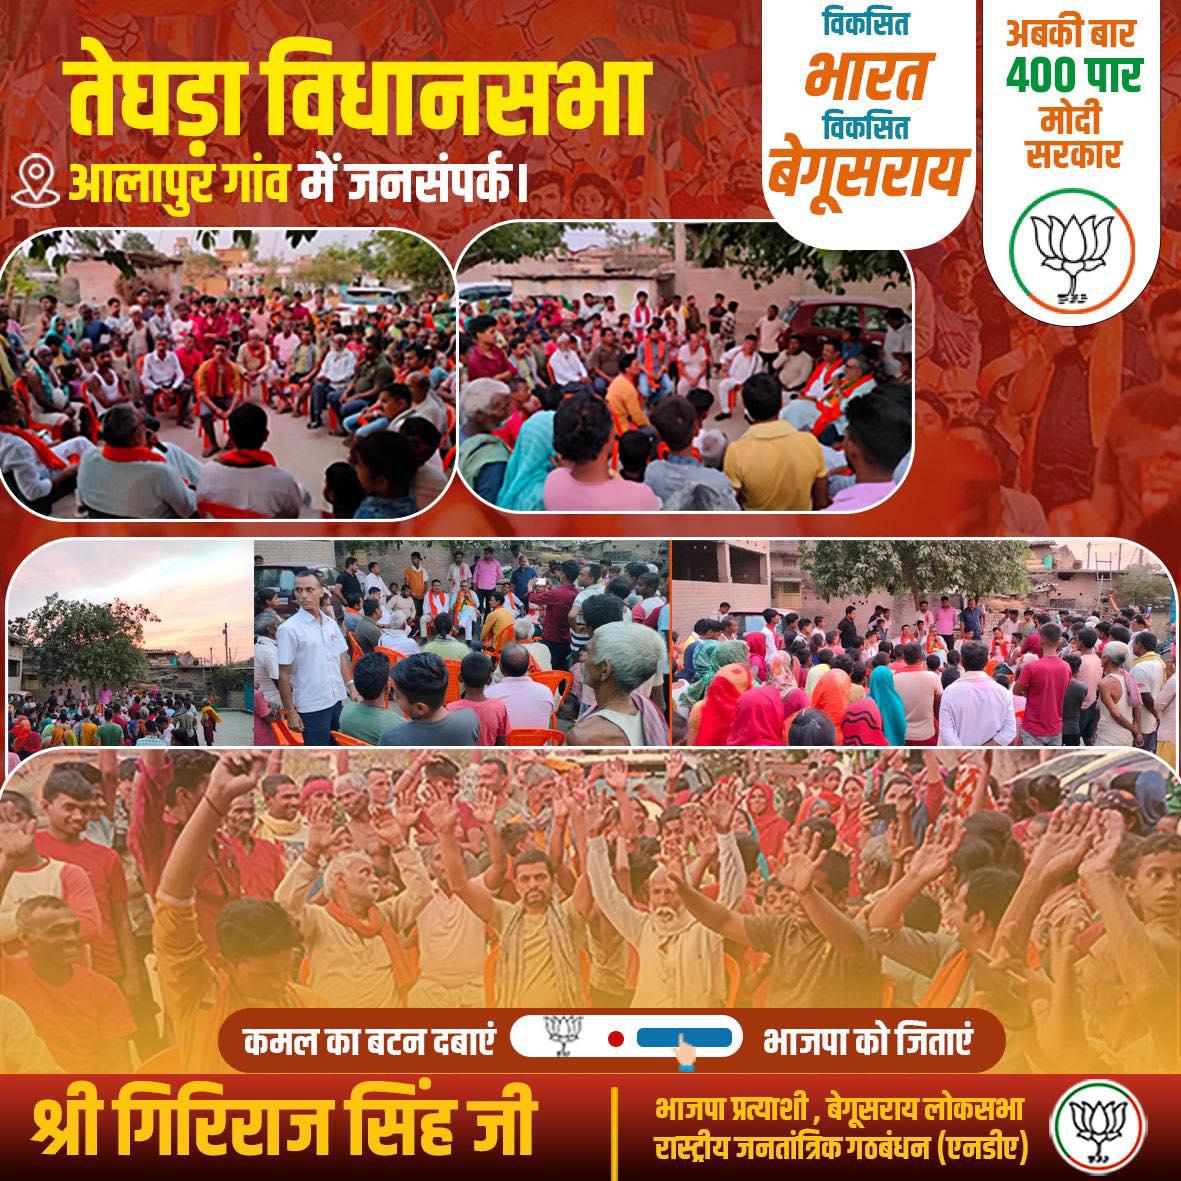 तेघड़ा विधानसभा
आलापुर गांव में जनसंपर्क।
विकसित
भारत
विकसित
बेगूसराय
अबकी बार
400 पार
मोदी
सरकार
कमल का बटन दबाएं
भाजपा को जिताएं
श्री गिरिराज सिंह जी
भाजपा प्रत्याशी, बेगूसराय लोकसभा
रास्ट्रीय जनतांत्रिक गठबंधन (एनडीए)